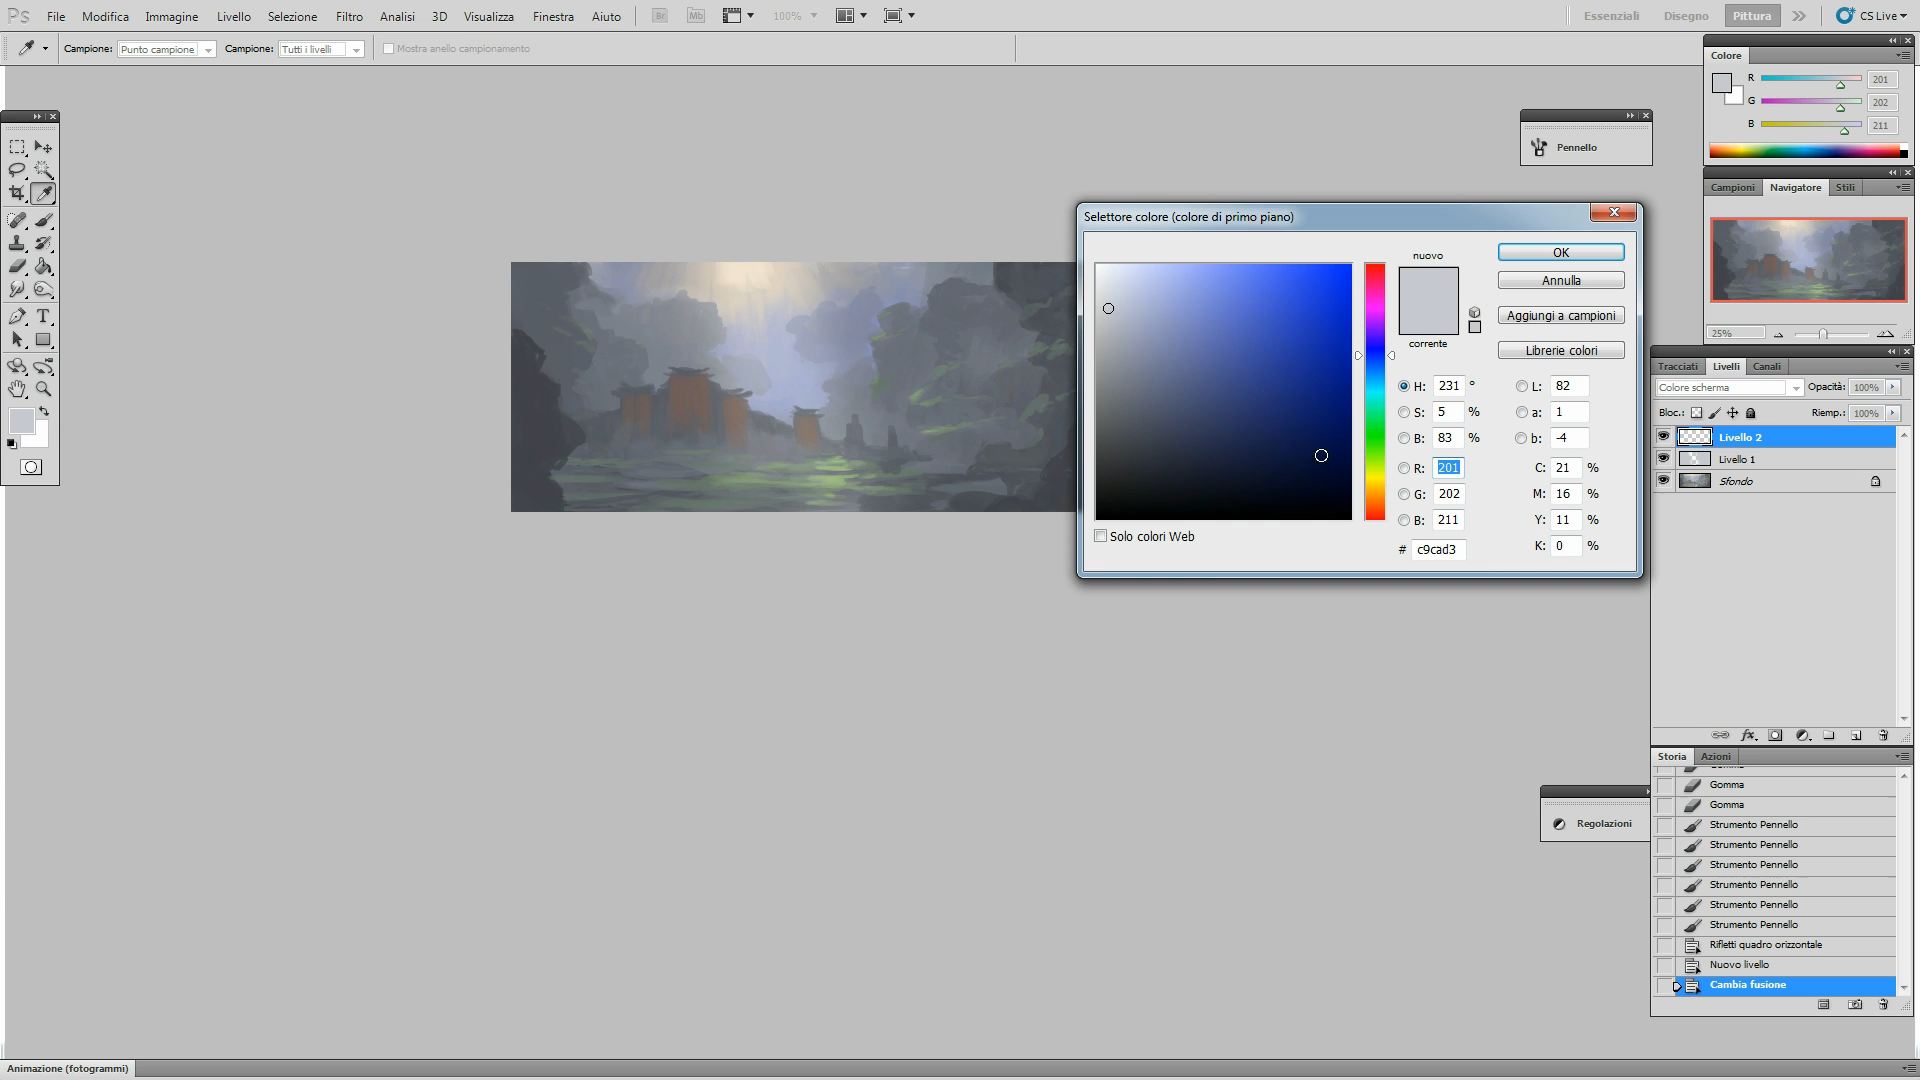 Ps File Modifica Immagine Livello Selezione Filtro Analisi 3D Visualizza Finestra Aiuto Br Mb 100% Essenziali Disegno Pittura CS Live
Campione: Punto campione Campione: Tutti i livelli Mostra anello campionamento
Colore
R 201
G 202
B 211
Pennello
Campioni Navigatore Stili
25%
Selettore colore (colore di primo piano)
nuovo
corrente
OK
Annulla
Aggiungi a campioni
Librerie colori
H: 231 ° L: 82
S: 5 % a: 1
B: 83 % b: -4
R: 201 C: 21 %
G: 202 M: 16 %
B: 211 Y: 11 %
# c9cad3 K: 0 %
Solo colori Web
Tracciati Livelli Canali
Colore scherma Opacità: 100%
Bloc.: Riemp.: 100%
Livello 2
Livello 1
Sfondo
fx
Storia Azioni
Gomma
Gomma
Strumento Pennello
Strumento Pennello
Strumento Pennello
Strumento Pennello
Strumento Pennello
Strumento Pennello
Rifletti quadro orizzontale
Nuovo livello
Cambia fusione
Regolazioni
T
Animazione (fotogrammi)